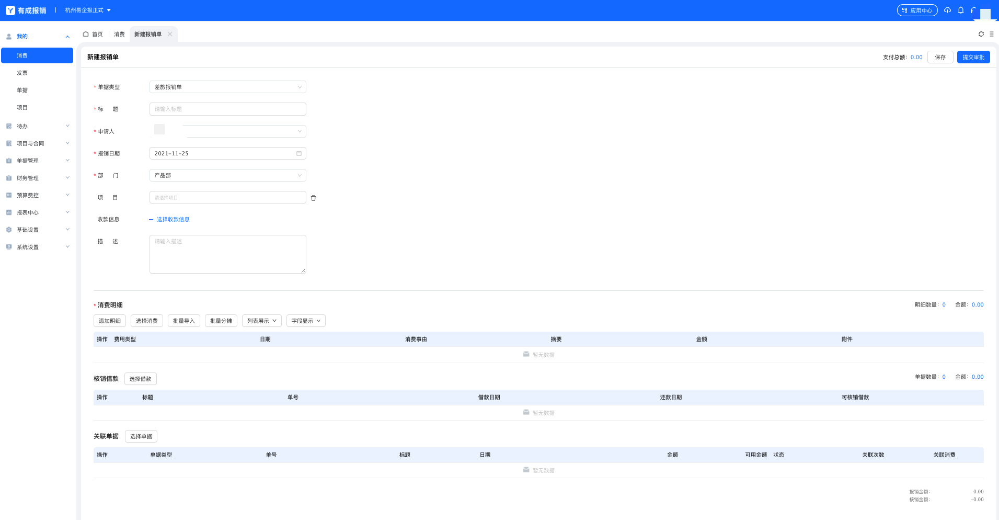 有成报销 杭州易企报正式 应用中心
我的
消费
发票
单据
项目
待办
项目与合同
单据管理
财务管理
预算费控
报表中心
基础设置
系统设置
首页 消费 新建报销单
新建报销单 支付总额: 0.00 保存 提交审批
* 单据类型 差旅报销单
* 标 题 请输入标题
* 申请人
* 报销日期 2021-11-25
* 部 门 产品部
项 目 请选择项目
收款信息 — 选择收款信息
描 述 请输入描述
* 消费明细 明细数量: 0 金额: 0.00
添加明细 选择消费 批量导入 批量分摊 列表展示 字段显示
操作 费用类型 日期 消费事由 摘要 金额 附件
暂无数据
核销借款 选择借款 单据数量: 0 金额: 0.00
操作 标题 单号 借款日期 还款日期 可核销借款
暂无数据
关联单据 选择单据
操作 单据类型 单号 标题 日期 金额 可用金额 状态 关联次数 关联消费
暂无数据
报销金额: 0.00
核销金额: -0.00